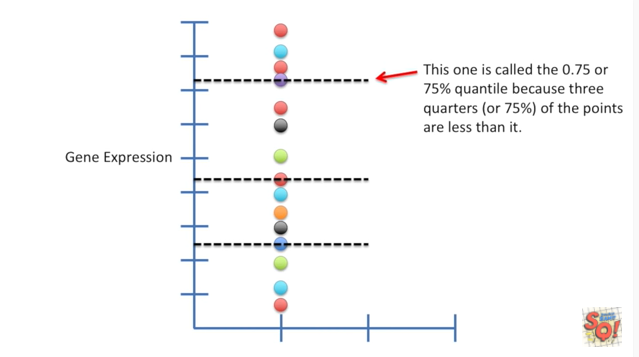 This one is called the 0.75 or
75% quantile because three
quarters (or 75%) of the points
are less than it.
Gene Expression
SQ!